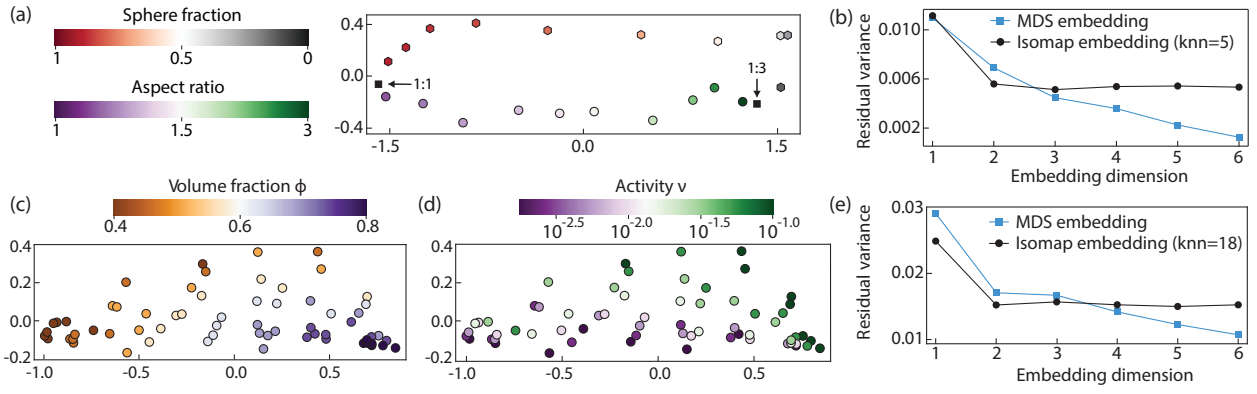 (a)
Sphere fraction
1 0.5 0
Aspect ratio
1 1.5 3
0.4
0.0
-0.4
1:1
1:3
-1.5 0.0 1.5
(b)
MDS embedding
Isomap embedding (knn=5)
Residual variance
0.010
0.006
0.002
1 2 3 4 5 6
Embedding dimension
(c)
Volume fraction ϕ
0.4 0.6 0.8
0.4
0.2
0.0
-0.2
-1.0 -0.5 0.0 0.5
(d)
Activity ν
10^-2.5 10^-2.0 10^-1.5 10^-1.0
0.4
0.2
0.0
-0.2
-1.0 -0.5 0.0 0.5
(e)
MDS embedding
Isomap embedding (knn=18)
Residual variance
0.03
0.02
0.01
1 2 3 4 5 6
Embedding dimension